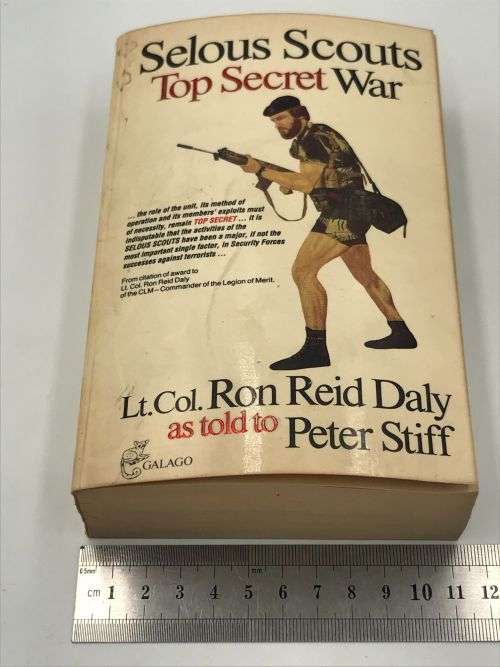 Selous Scouts
Top Secret War
... the role of the unit, its method of
operation and its members' exploits must
of necessity, remain TOP SECRET ... it is
indisputable that the activities of the
SELOUS SCOUTS have been a major, if not the
most important single factor, in Security Forces
successes against terrorists ...
From citation of award to
Lt. Col. Ron Reid Daly
of the CLM – Commander of the Legion of Merit.
Lt. Col. Ron Reid Daly
as told to Peter Stiff
GALAGO
0.5mm
mm
cm 1 2 3 4 5 6 7 8 9 10 11 12